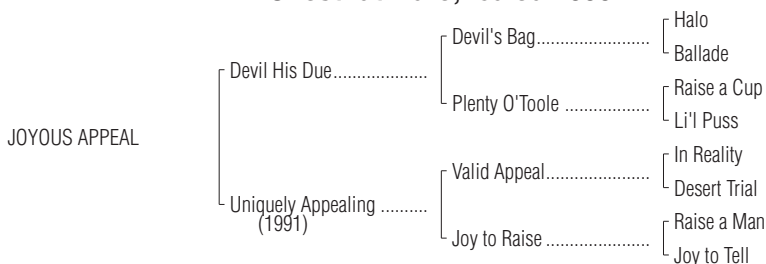 Halo
Devil's Bag........................
Ballade
Devil His Due....................
Raise a Cup
Plenty O'Toole ..................
Li'l Puss
JOYOUS APPEAL
In Reality
Valid Appeal......................
Desert Trial
Uniquely Appealing ..........
(1991)
Raise a Man
Joy to Raise ......................
Joy to Tell